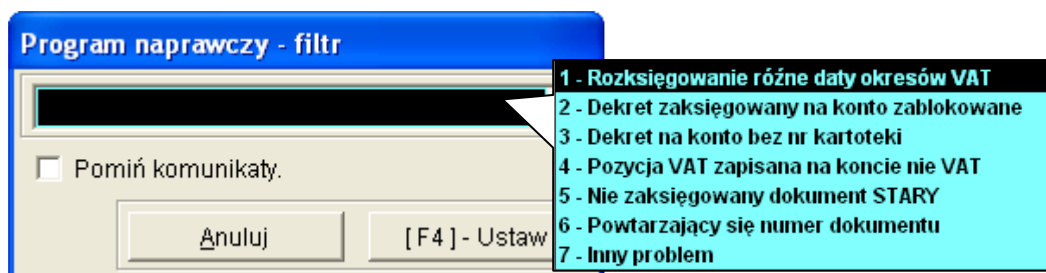 Program naprawczy - filtr
1 - Rozksięgowanie różne daty okresów VAT
2 - Dekret zaksięgowany na konto zablokowane
3 - Dekret na konto bez nr kartoteki
4 - Pozycja VAT zapisana na koncie nie VAT
5 - Nie zaksięgowany dokument STARY
6 - Powtarzający się numer dokumentu
7 - Inny problem
Pomiń komunikaty.
Anuluj
[ F4 ] - Ustaw